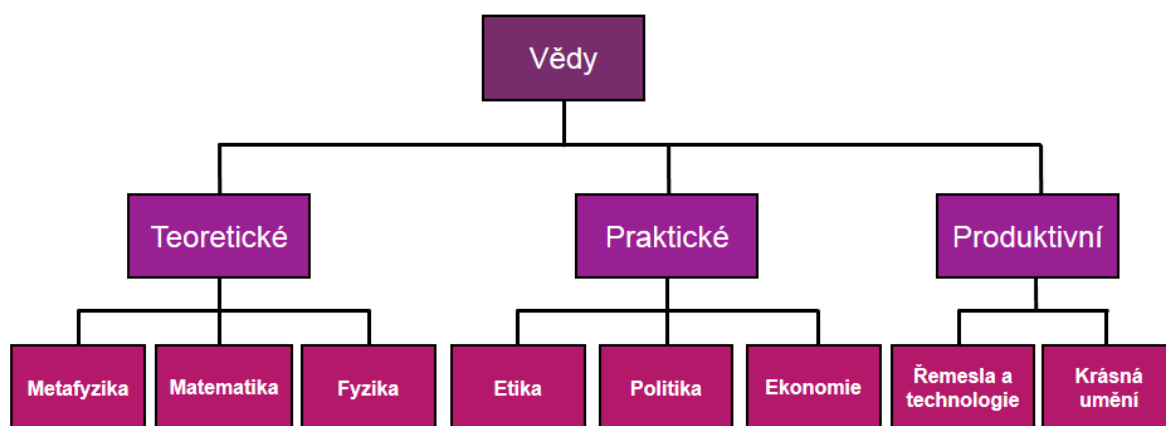 Vědy
Teoretické
Praktické
Produktivní
Metafyzika
Matematika
Fyzika
Etika
Politika
Ekonomie
Řemesla a
technologie
Krásná
umění